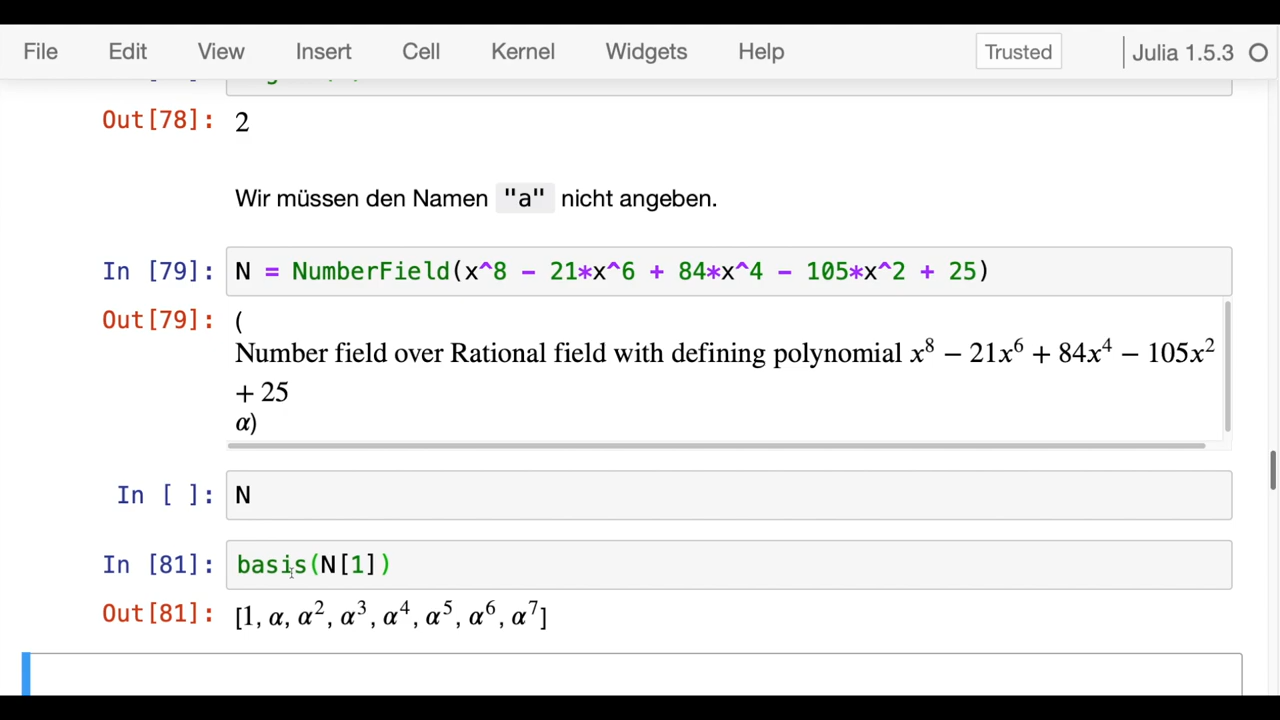 File Edit View Insert Cell Kernel Widgets Help Trusted Julia 1.5.3
Out[78]: 2
Wir müssen den Namen "a" nicht angeben.
In [79]: N = NumberField(x^8 - 21*x^6 + 84*x^4 - 105*x^2 + 25)
Out[79]: (
Number field over Rational field with defining polynomial x⁸ − 21x⁶ + 84x⁴ − 105x²
+ 25
α)
In [ ]: N
In [81]: basis(N[1])
Out[81]: [1, α, α², α³, α⁴, α⁵, α⁶, α⁷]